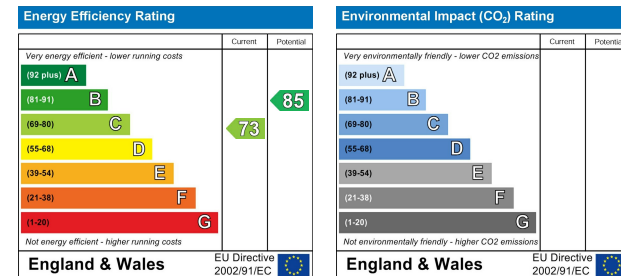 Energy Efficiency Rating
Current Potential
Very energy efficient - lower running costs
(92 plus) A
(81-91) B
(69-80) C
(55-68) D
(39-54) E
(21-38) F
(1-20) G
73
85
Not energy efficient - higher running costs
England & Wales
EU Directive
2002/91/EC
Environmental Impact (CO₂) Rating
Current Potentia
Very environmentally friendly - lower CO2 emissions
(92 plus) A
(81-91) B
(69-80) C
(55-68) D
(39-54) E
(21-38) F
(1-20) G
Not environmentally friendly - higher CO2 emissions
England & Wales
EU Directive
2002/91/EC